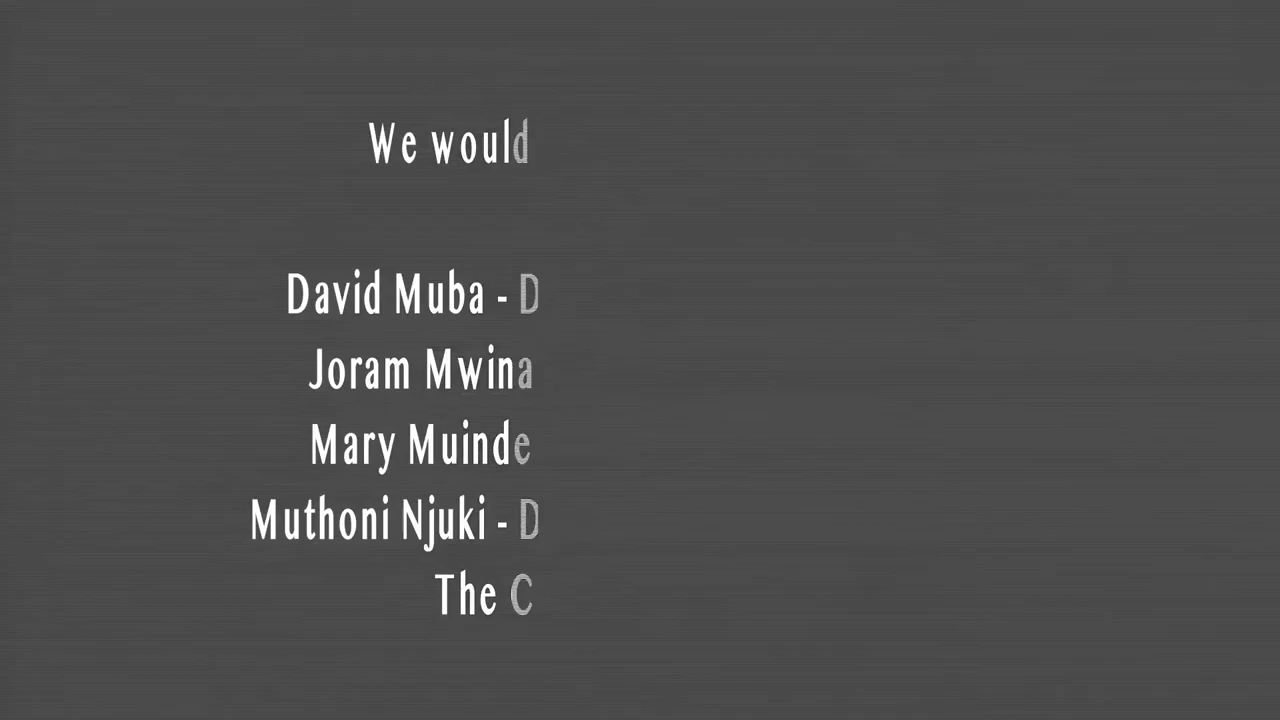 We would
David Muba - D
Joram Mwina
Mary Muinde
Muthoni Njuki - D
The C